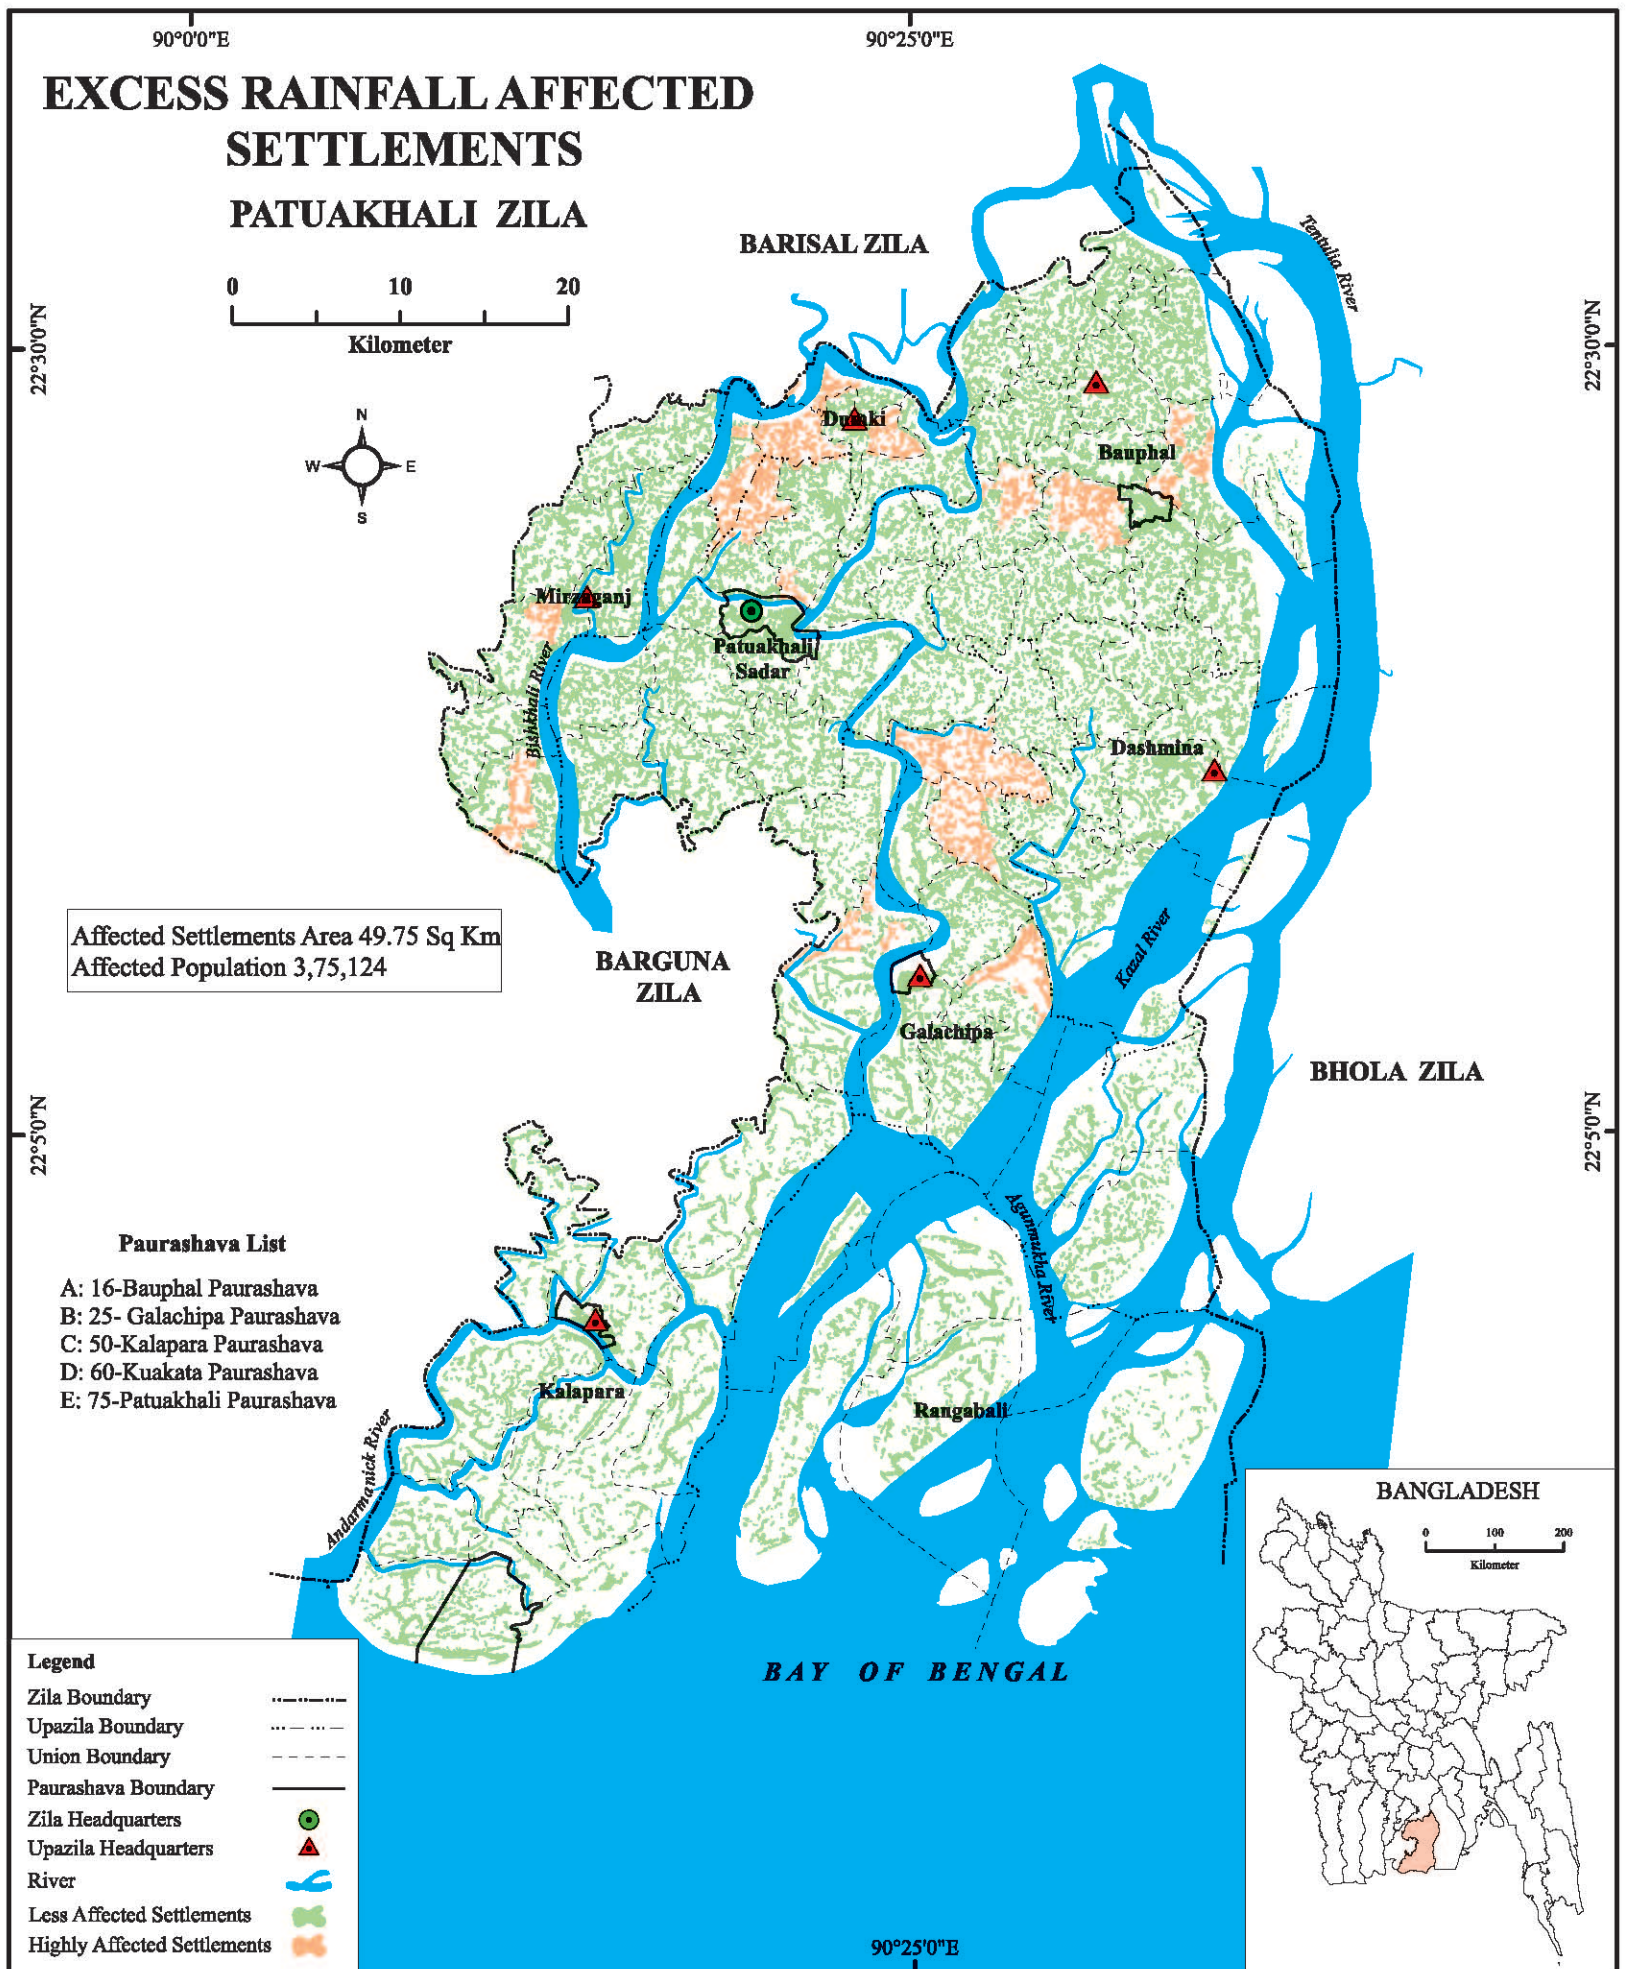 90°0'0"E
90°25'0"E
EXCESS RAINFALL AFFECTED
SETTLEMENTS
PATUAKHALI ZILA
BARISAL ZILA
Tentulia River
0 10 20
Kilometer
22°30'0"N
22°30'0"N
N
W E
S
Dumki
Bauphal
Mirzaganj
Patuakhali
Sadar
Bishkhali River
Dashmina
Affected Settlements Area 49.75 Sq Km
Affected Population 3,75,124
BARGUNA
ZILA
Kazal River
Galachipa
BHOLA ZILA
22°5'0"N
22°5'0"N
Agunmukha River
Paurashava List
A: 16-Bauphal Paurashava
B: 25- Galachipa Paurashava
C: 50-Kalapara Paurashava
D: 60-Kuakata Paurashava
E: 75-Patuakhali Paurashava
Kalapara
Rangabali
Andarmanick River
BANGLADESH
0 100 200
Kilometer
BAY OF BENGAL
Legend
Zila Boundary
Upazila Boundary
Union Boundary
Paurashava Boundary
Zila Headquarters
Upazila Headquarters
River
Less Affected Settlements
Highly Affected Settlements
90°25'0"E